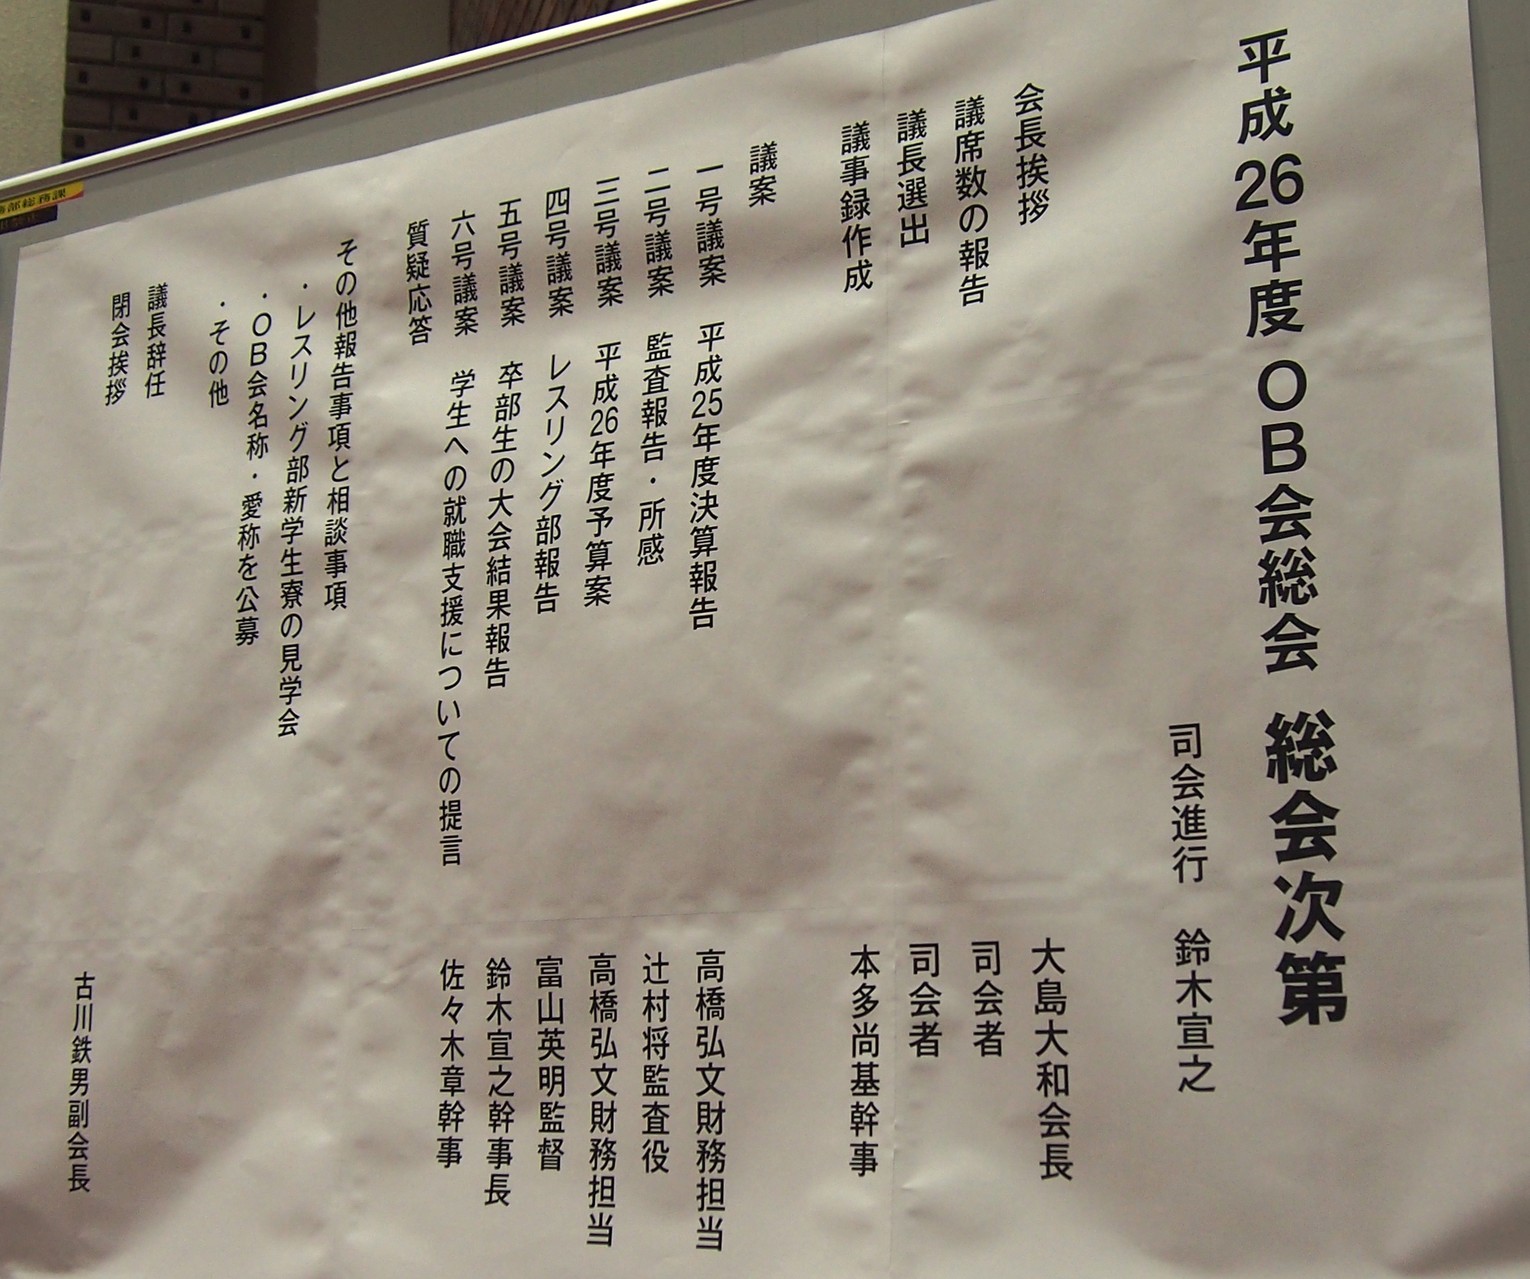 平成26年度 OB会総会 総会次第
司会進行 鈴木宣之
会長挨拶 大島大和会長
議席数の報告 司会者
議長選出 司会者
議事録作成 本多尚基幹事
議案
一号議案 平成25年度決算報告 高橋弘文財務担当
二号議案 監査報告・所感 辻村将監査役
三号議案 平成26年度予算案 高橋弘文財務担当
四号議案 レスリング部報告 富山英明監督
五号議案 卒部生の大会結果報告 鈴木宣之幹事長
六号議案 学生への就職支援についての提言 佐々木章幹事
質疑応答
その他報告事項と相談事項
・レスリング部新学生寮の見学会
・OB会名称・愛称を公募
・その他
議長辞任
閉会挨拶 古川鉄男副会長
部総務課